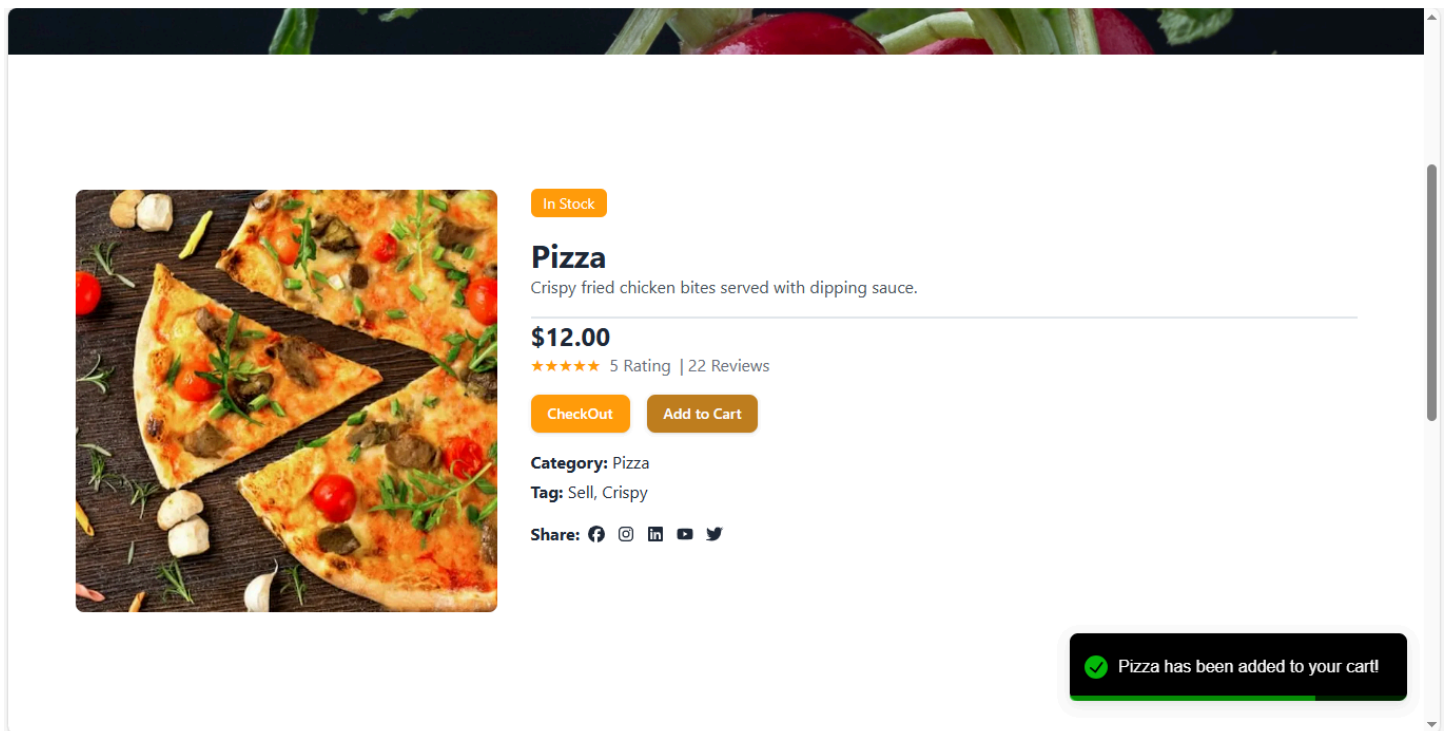 In Stock
Pizza
Crispy fried chicken bites served with dipping sauce.
$12.00
★★★★★ 5 Rating | 22 Reviews
CheckOut Add to Cart
Category: Pizza
Tag: Sell, Crispy
Share:
Pizza has been added to your cart!